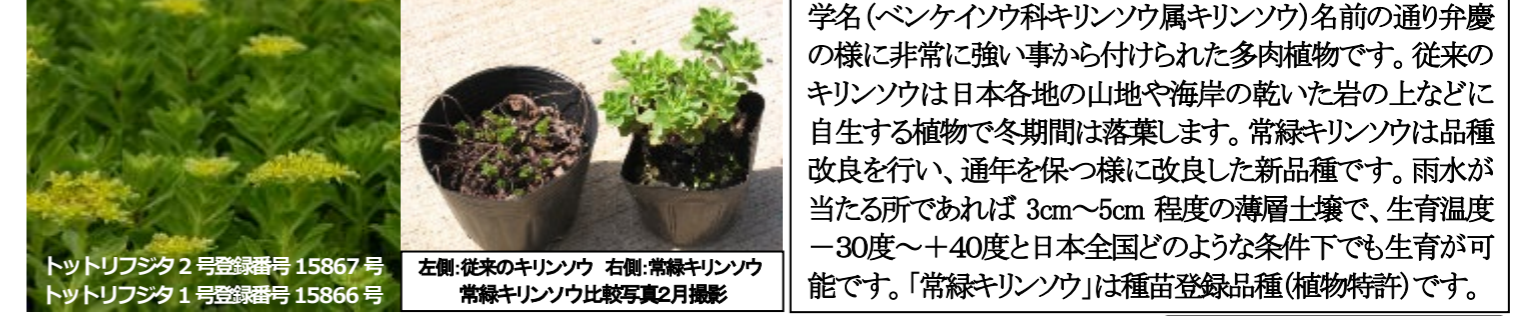 トットリフジタ2号登録番号15867号
トットリフジタ1号登録番号15866号
左側:従来のキリンソウ 右側:常緑キリンソウ
常緑キリンソウ比較写真2月撮影
学名(ベンケイソウ科キリンソウ属キリンソウ)名前の通り弁慶
の様に非常に強い事から付けられた多肉植物です。従来の
キリンソウは日本各地の山地や海岸の乾いた岩の上などに
自生する植物で冬期間は落葉します。常緑キリンソウは品種
改良を行い、通年を保つ様に改良した新品種です。雨水が
当たる所であれば 3cm～5cm 程度の薄層土壌で、生育温度
－30度～＋40度と日本全国どのような条件下でも生育が可
能です。「常緑キリンソウ」は種苗登録品種(植物特許)です。